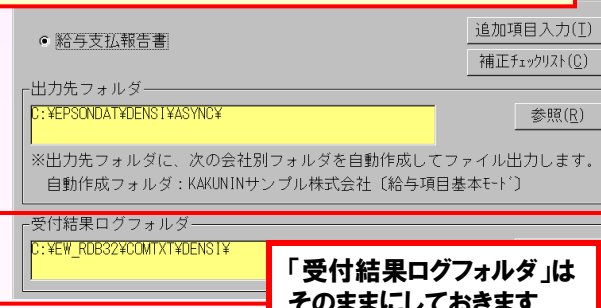 給与支払報告書
追加項目入力(I)
補正ﾁｪｯｸﾘｽﾄ(C)
出力先フォルダ
C:¥EPSONDAT¥DENSI¥ASYNC¥
参照(R)
※出力先フォルダに、次の会社別フォルダを自動作成してファイル出力します。
自動作成フォルダ：KAKUNINサンプル株式会社〔給与項目基本ﾓｰﾄﾞ〕
受付結果ログフォルダ
C:¥EW_RDB32¥COMTXT¥DENSI¥
「受付結果ログフォルダ」は
そのままにしておきます